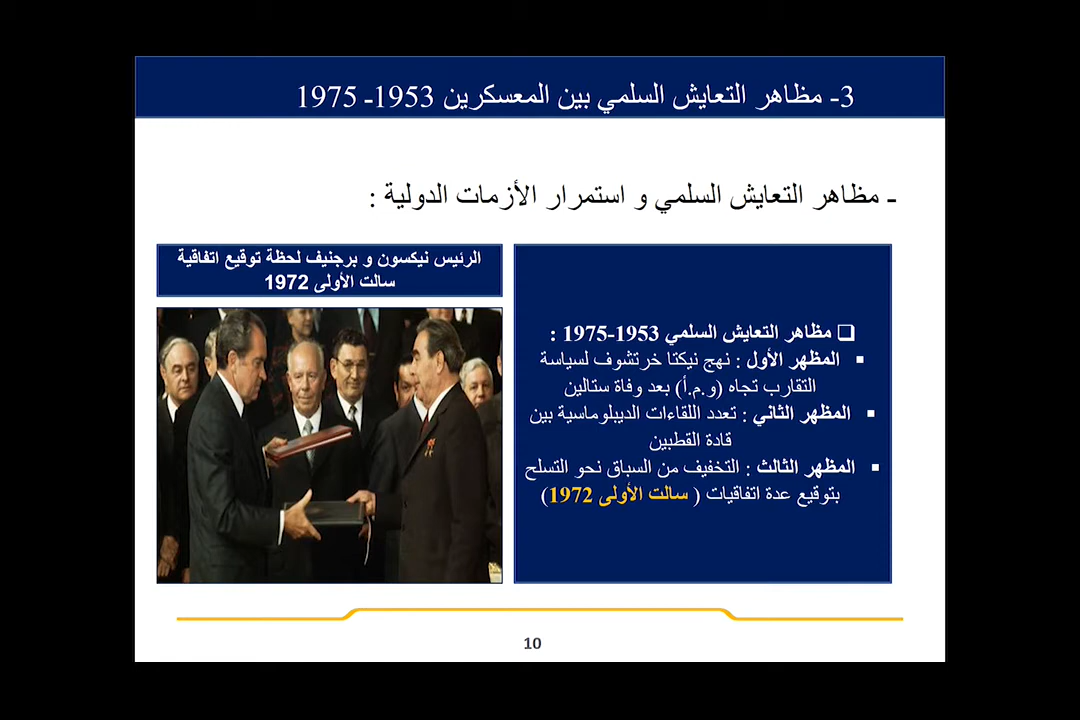 3- مظاهر التعايش السلمي بين المعسكرين 1953ـ 1975
- مظاهر التعايش السلمي و استمرار الأزمات الدولية :
❑ مظاهر التعايش السلمي 1953-1975 :
▪ المظهر الأول : نهج نيكتا خرتشوف لسياسة
التقارب تجاه (و.م.أ) بعد وفاة ستالين
▪ المظهر الثاني : تعدد اللقاءات الديبلوماسية بين
قادة القطبين
▪ المظهر الثالث : التخفيف من السباق نحو التسلح
بتوقيع عدة اتفاقيات ( سالت الأولى 1972)
الرئيس نيكسون و برجنيف لحظة توقيع اتفاقية
سالت الأولى 1972
10